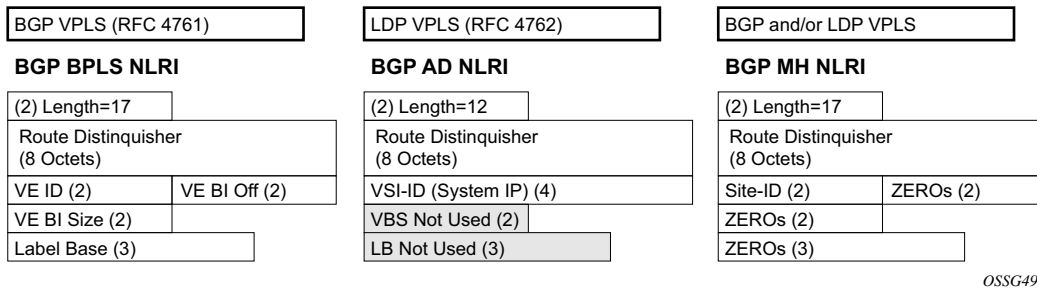 BGP VPLS (RFC 4761)
BGP BPLS NLRI
(2) Length=17
Route Distinquisher
(8 Octets)
VE ID (2)
VE BI Off (2)
VE BI Size (2)
Label Base (3)
LDP VPLS (RFC 4762)
BGP AD NLRI
(2) Length=12
Route Distinquisher
(8 Octets)
VSI-ID (System IP) (4)
VBS Not Used (2)
LB Not Used (3)
BGP and/or LDP VPLS
BGP MH NLRI
(2) Length=17
Route Distinquisher
(8 Octets)
Site-ID (2)
ZEROs (2)
ZEROs (2)
ZEROs (3)
OSSG49